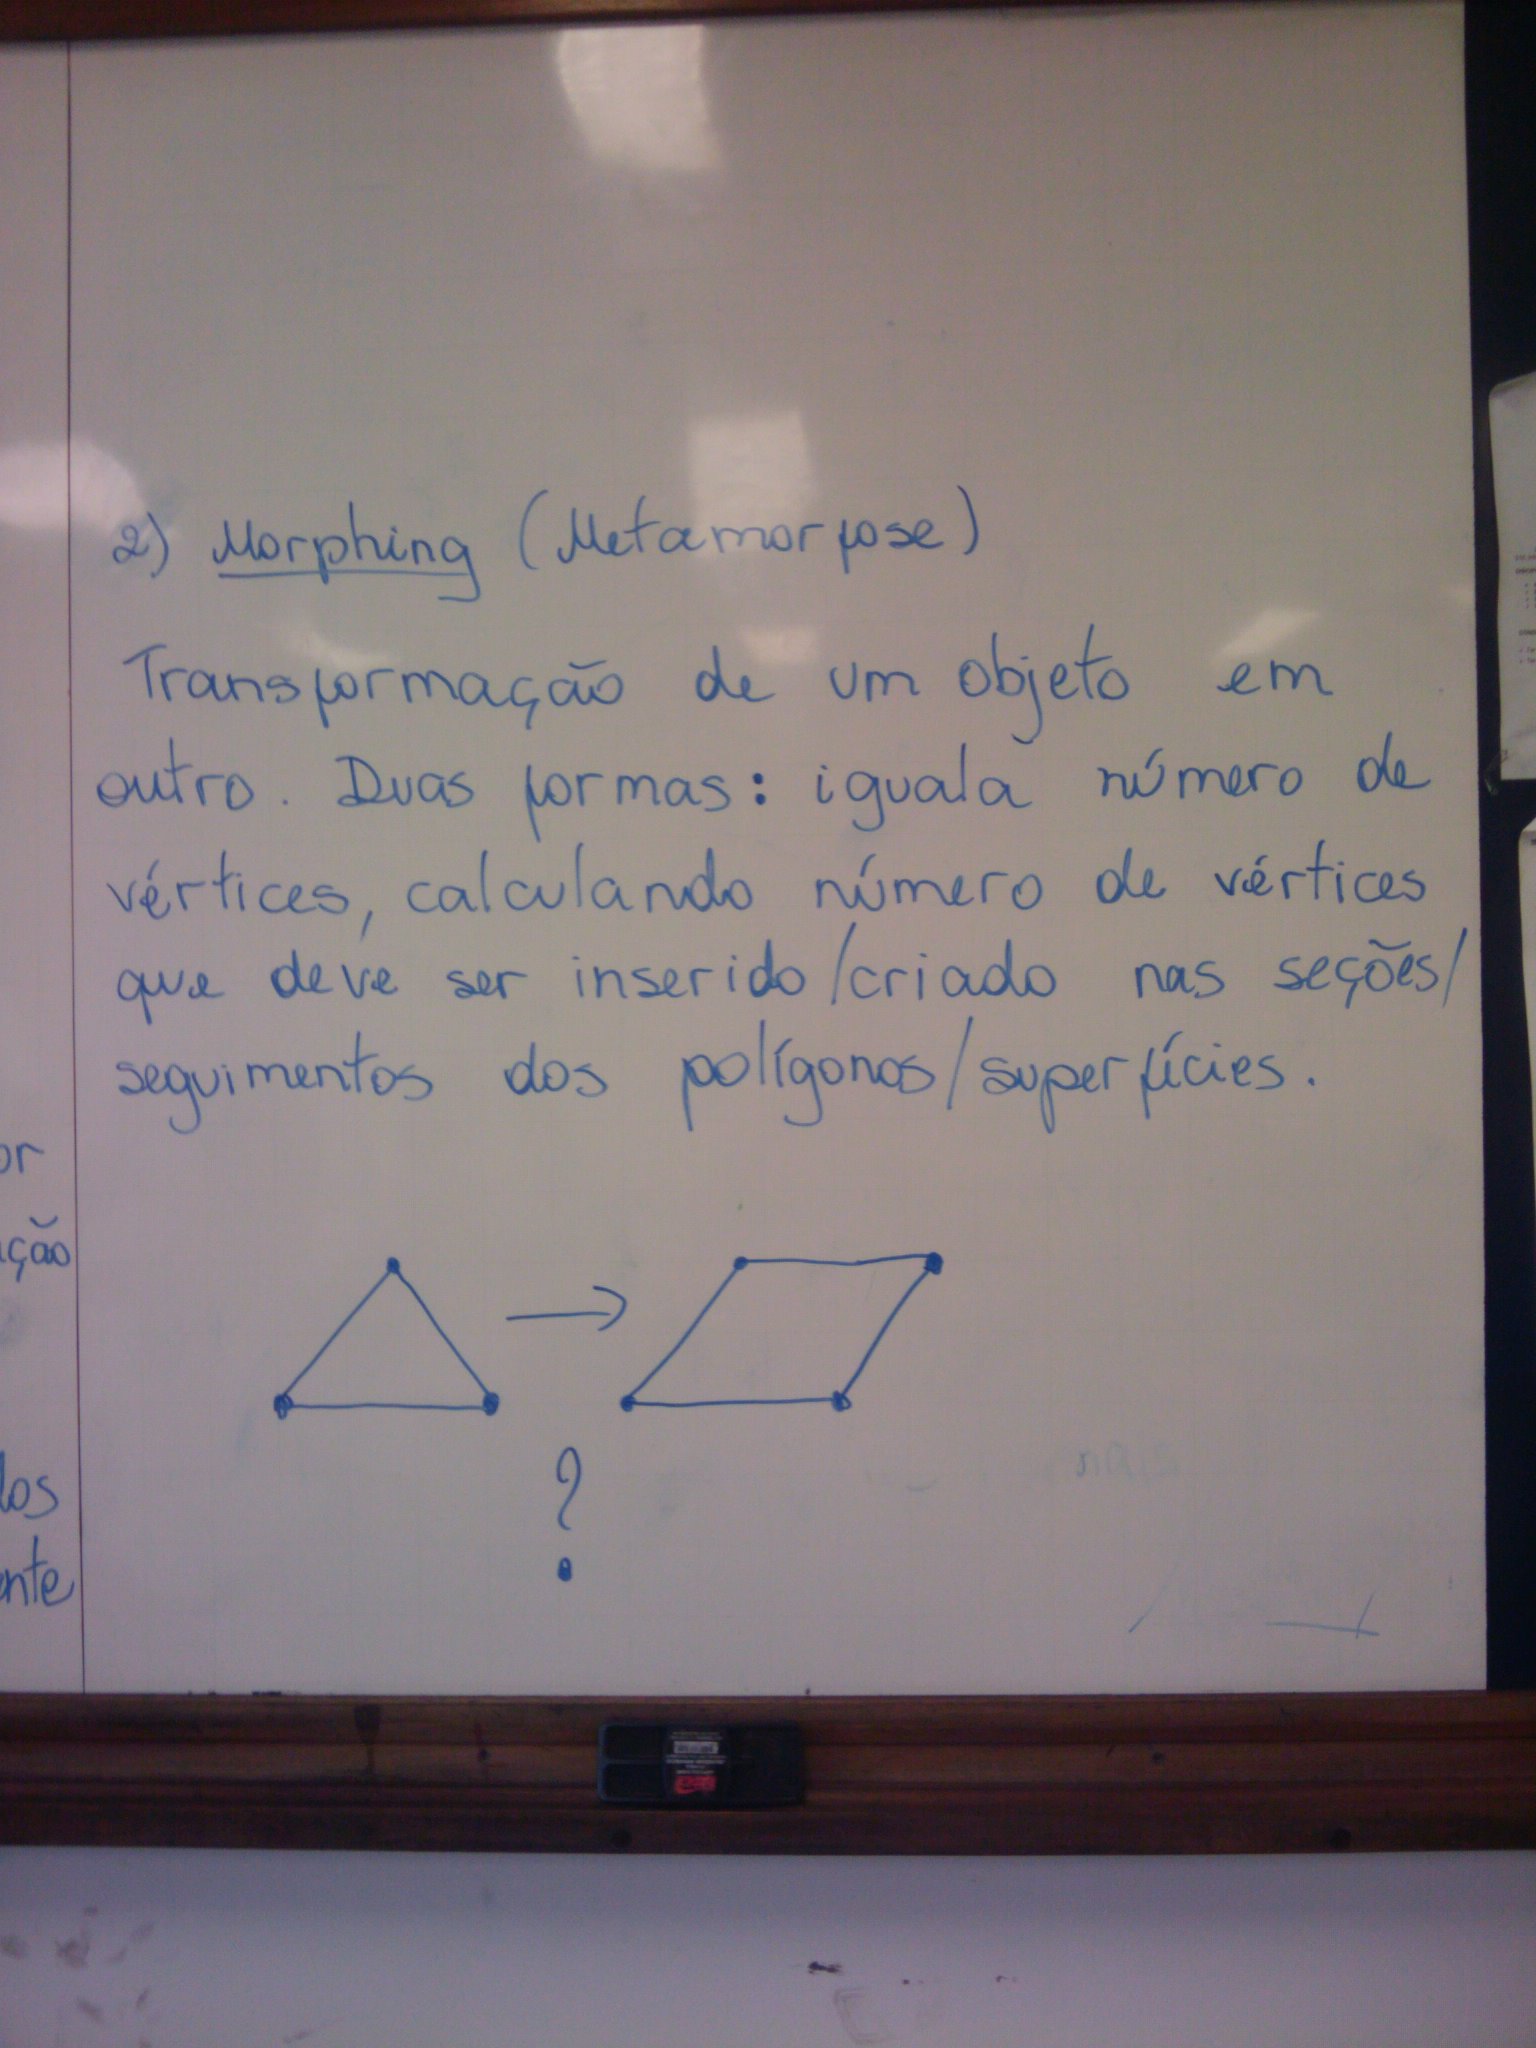 2) Morphing (Metamorfose)
Transformação de um objeto em
outro. Duas formas: iguala número de
vértices, calculando número de vértices
que deve ser inserido/criado nas seções/
seguimentos dos polígonos/superfícies.
?
or
ção
los
ente